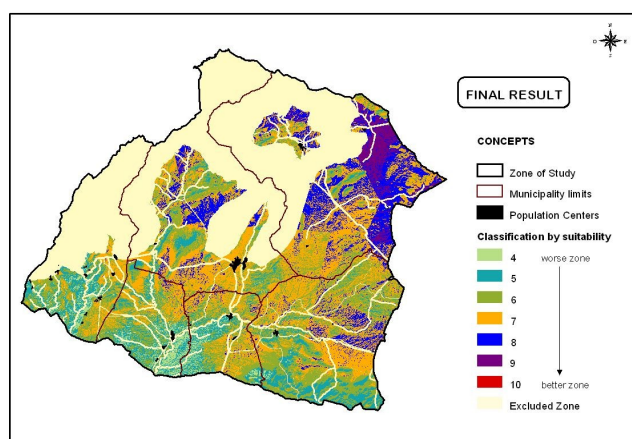 N
O E
S
FINAL RESULT
CONCEPTS
Zone of Study
Municipality limits
Population Centers
Classification by suitability
4 worse zone
5
6
7
8
9
10 better zone
Excluded Zone